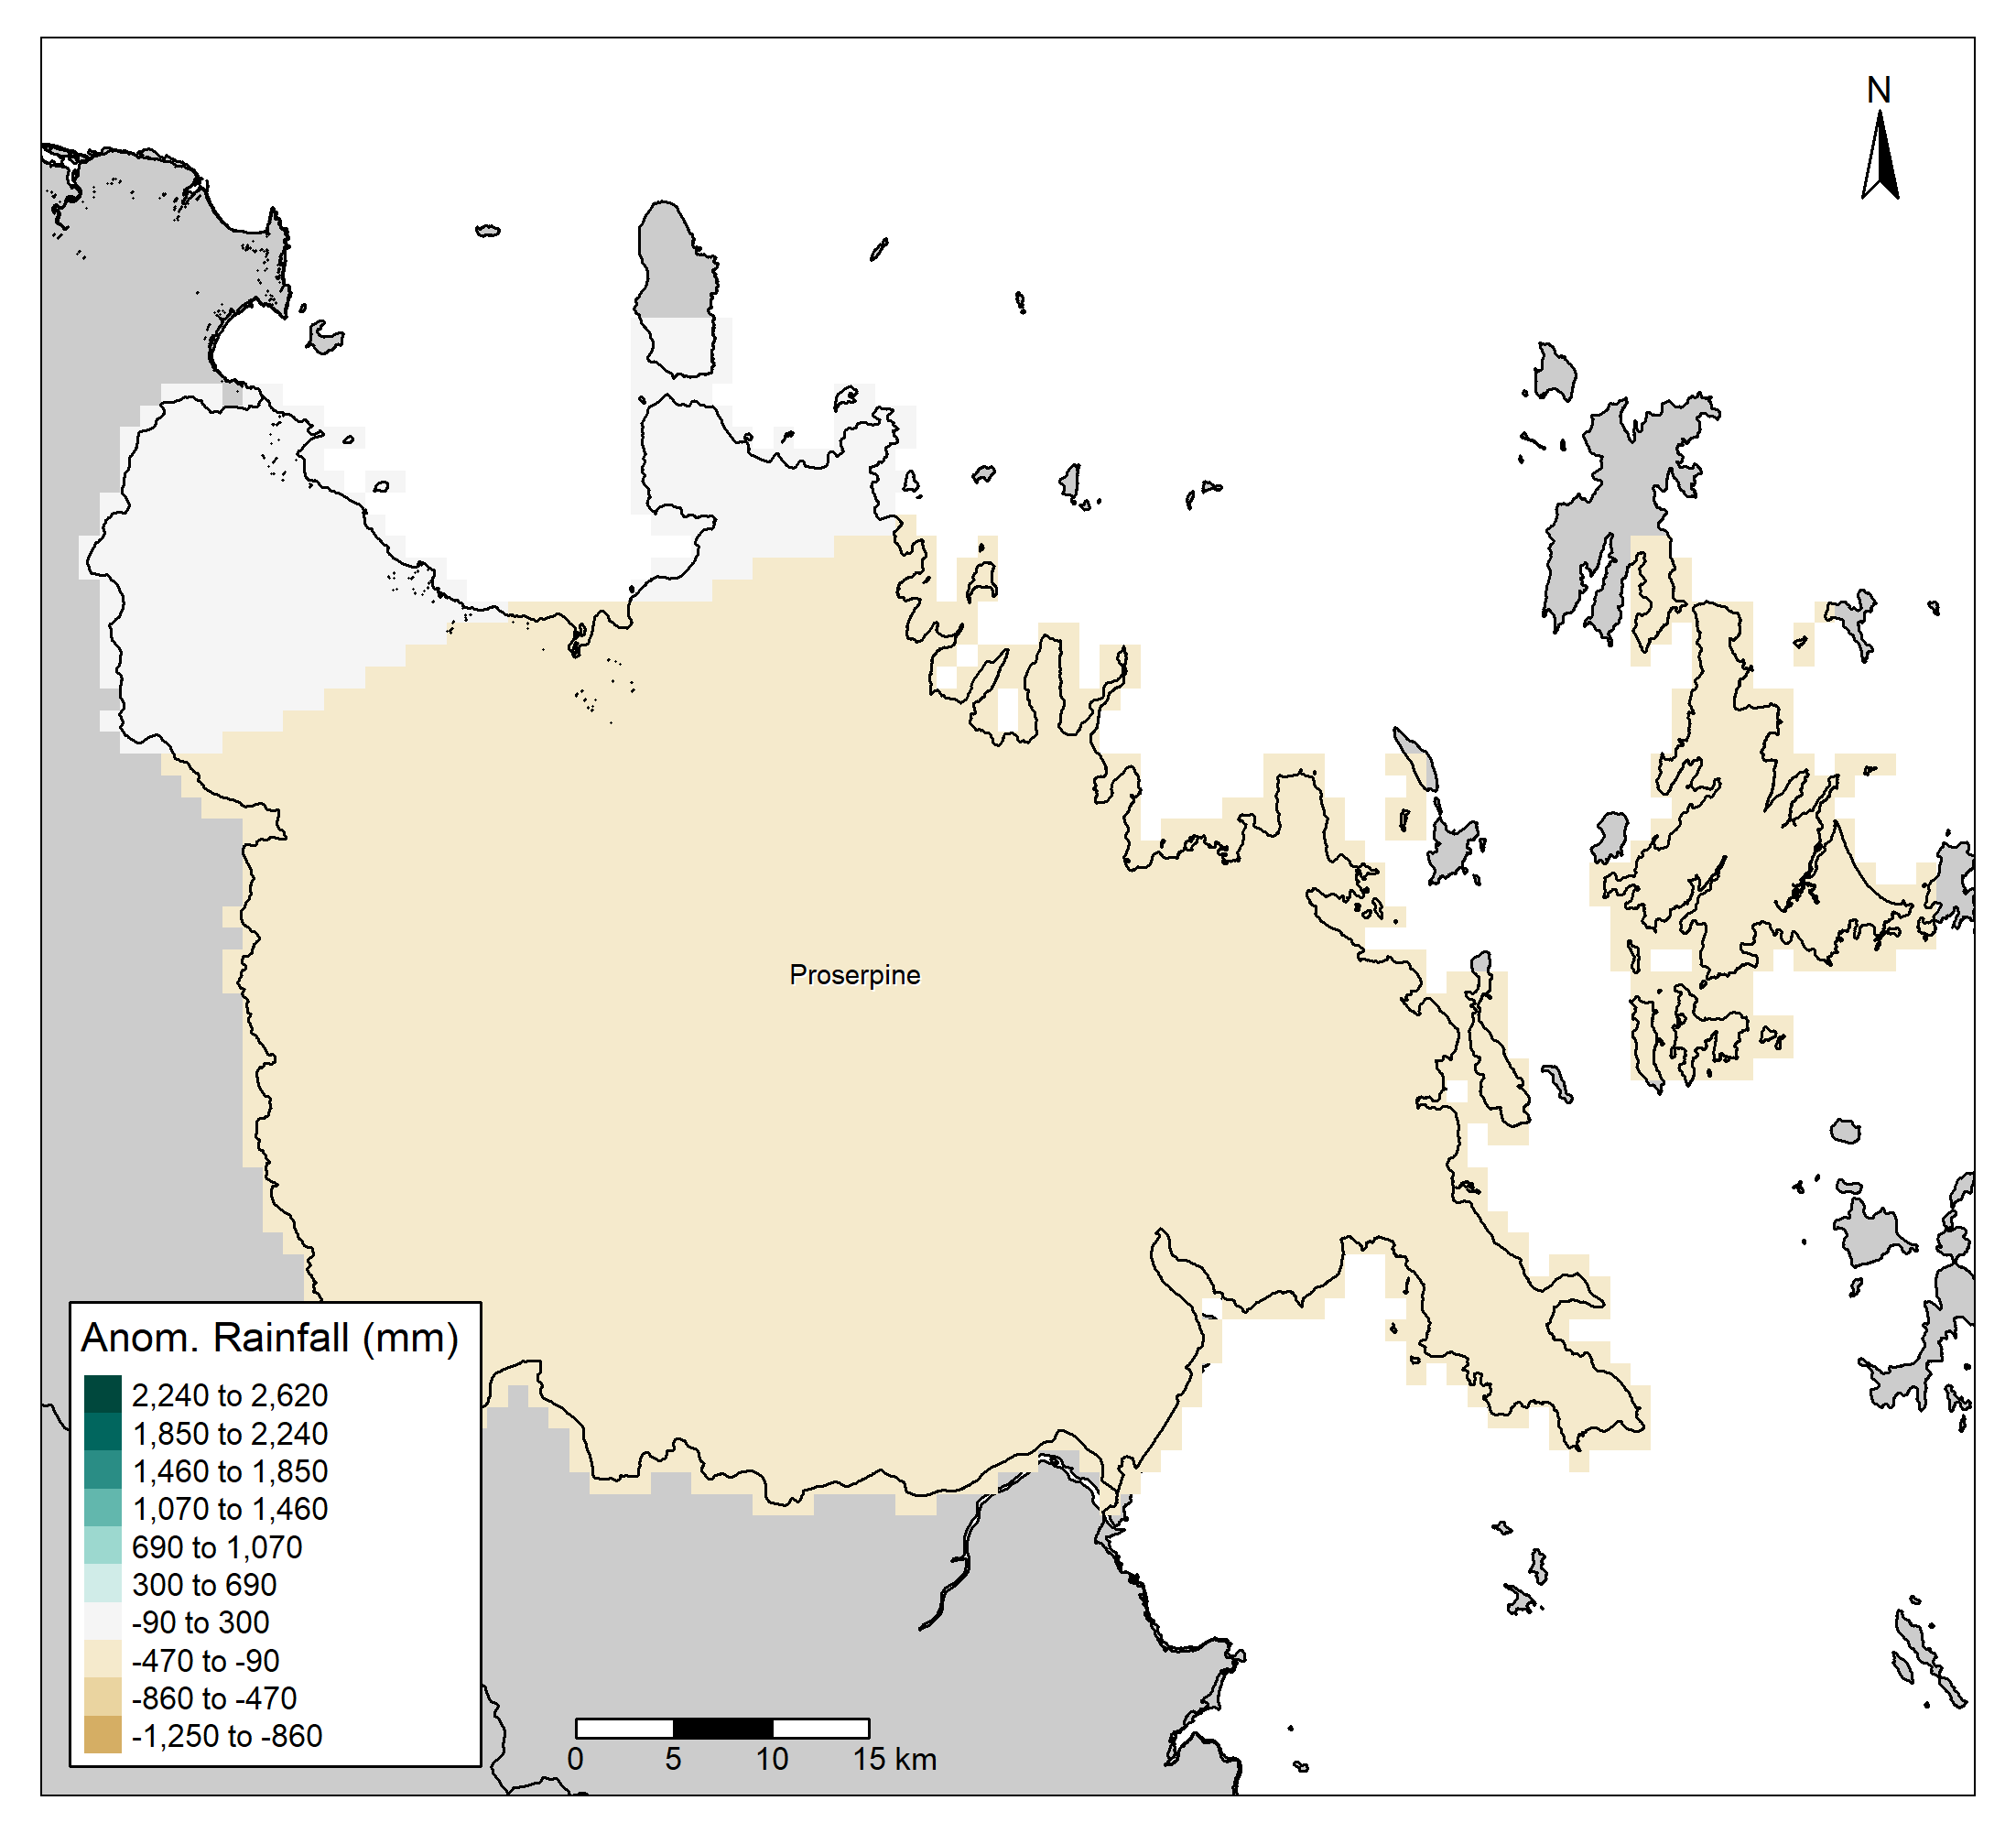 N
Proserpine
Anom. Rainfall (mm)
2,240 to 2,620
1,850 to 2,240
1,460 to 1,850
1,070 to 1,460
690 to 1,070
300 to 690
-90 to 300
-470 to -90
-860 to -470
-1,250 to -860
0 5 10 15 km